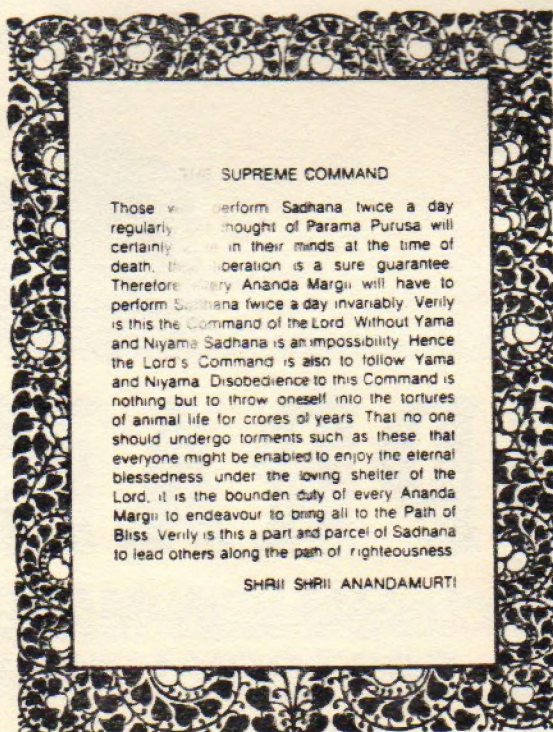 SUPREME COMMAND
Those perform Sadhana twice a day
regularly thought of Parama Purusa will
certainly in their minds at the time of
death, liberation is a sure guarantee
Therefore every Ananda Margii will have to
perform Sadhana twice a day invariably. Verily
is this the Command of the Lord. Without Yama
and Niyama Sadhana is an impossibility. Hence
the Lord's Command is also to follow Yama
and Niyama. Disobedience to this Command is
nothing but to throw oneself into the tortures
of animal life for crores of years. That no one
should undergo torments such as these, that
everyone might be enabled to enjoy the eternal
blessedness under the loving shelter of the
Lord, it is the bounden duty of every Ananda
Margii to endeavour to bring all to the Path of
Bliss. Verily is this a part and parcel of Sadhana
to lead others along the path of righteousness
SHRII SHRII ANANDAMURTI